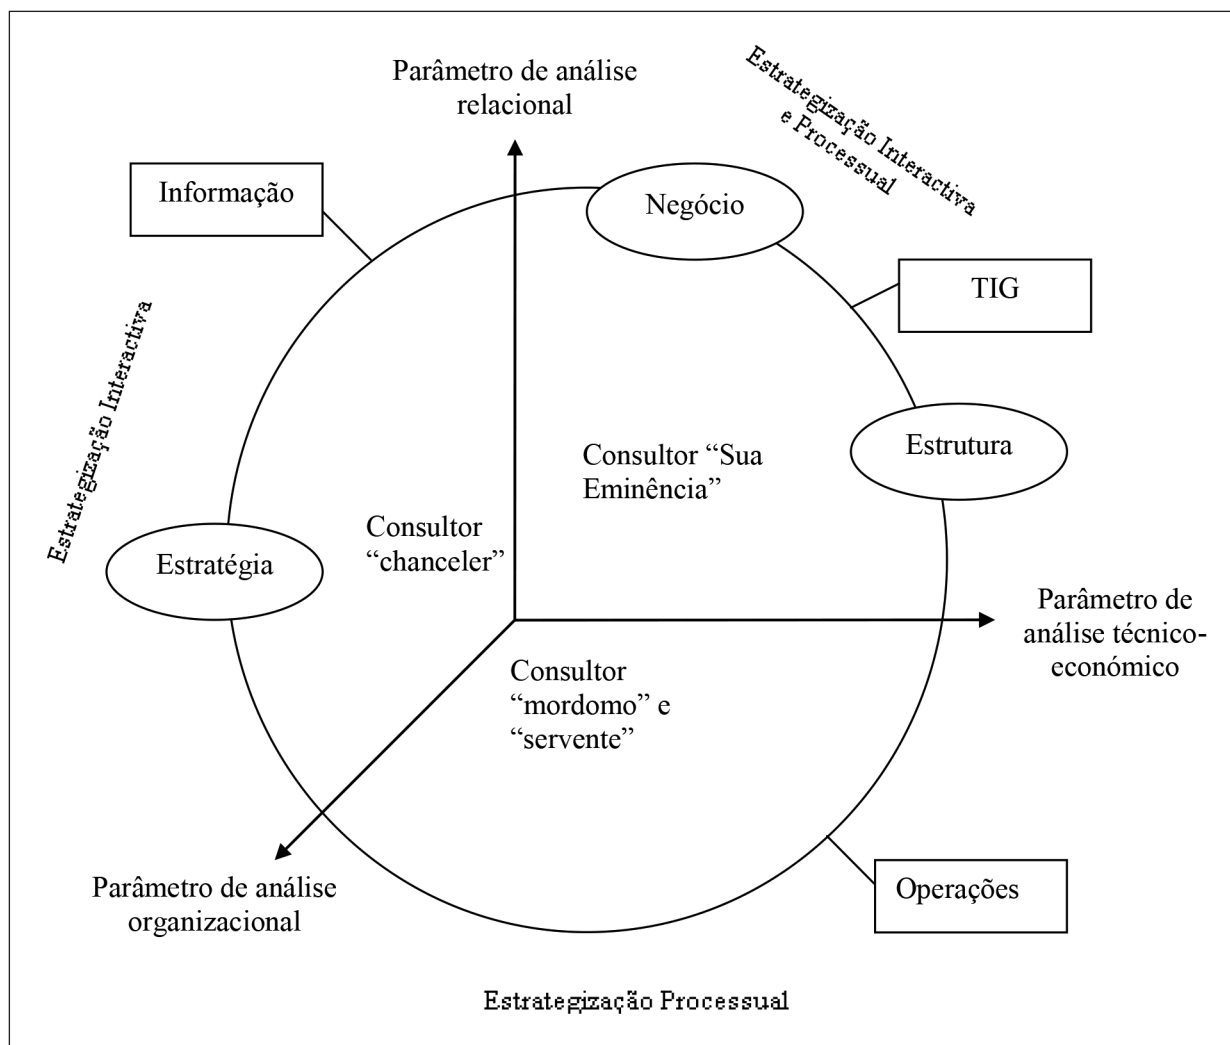 Parâmetro de análise
relacional
Estrategização Interactiva
e Processual
Informação
Negócio
TIG
Estrategização Interactiva
Consultor “Sua
Eminência”
Estrutura
Consultor
“chanceler”
Estratégia
Parâmetro de
análise técnico-
económico
Consultor
“mordomo” e
“servente”
Parâmetro de análise
organizacional
Operações
Estrategização Processual